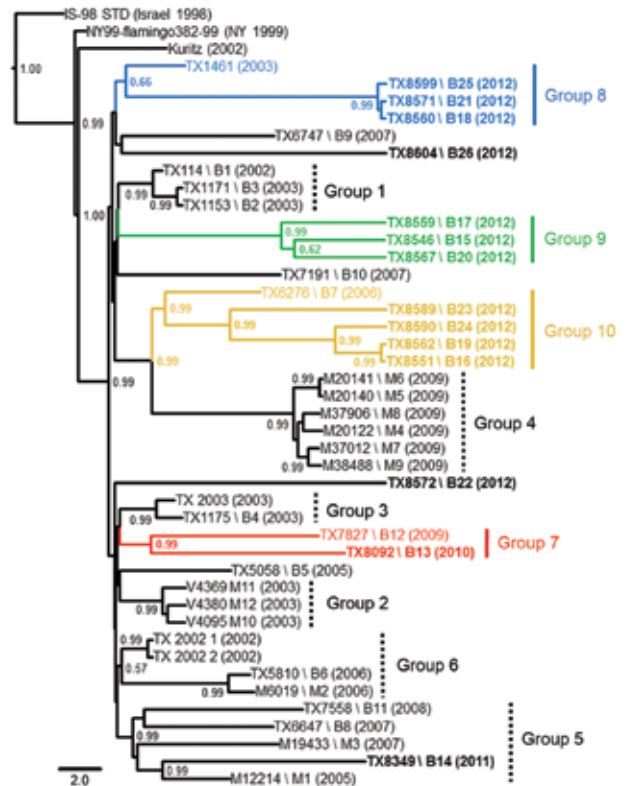 IS-98 STD (Israel 1998)
NY99-flamingo382-99 (NY 1999)
Kuritz (2002)
1.00
TX1461 (2003)
0.66
TX8599 \ B25 (2012)
0.99
TX8571 \ B21 (2012)
Group 8
TX8560 \ B18 (2012)
0.99
TX6747 \ B9 (2007)
TX8604 \ B26 (2012)
TX114 \ B1 (2002)
0.99
TX1171 \ B3 (2003)
Group 1
0.99
TX1153 \ B2 (2003)
1.00
TX8559 \ B17 (2012)
0.99
TX8546 \ B15 (2012)
Group 9
0.62
TX8567 \ B20 (2012)
TX7191 \ B10 (2007)
TX6276 \ B7 (2006)
0.99
TX8589 \ B23 (2012)
0.99
TX8590 \ B24 (2012)
Group 10
0.99
TX8562 \ B19 (2012)
0.99
0.99
TX8551 \ B16 (2012)
0.99
0.99
M20141 \ M6 (2009)
M20140 \ M5 (2009)
M37906 \ M8 (2009)
0.99
M20122 \ M4 (2009)
Group 4
M37012 \ M7 (2009)
0.99
M38488 \ M9 (2009)
TX8572 \ B22 (2012)
TX 2003 (2003)
0.99
TX1175 \ B4 (2003)
Group 3
TX7827 \ B12 (2009)
0.99
TX8092 \ B13 (2010)
Group 7
TX5058 \ B5 (2005)
V4369 M11 (2003)
0.99
V4380 M12 (2003)
Group 2
V4095 M10 (2003)
0.99
TX 2002 1 (2002)
TX 2002 2 (2002)
Group 6
0.57
TX5810 \ B6 (2006)
0.99
M6019 \ M2 (2006)
TX7558 \ B11 (2008)
TX6647 \ B8 (2007)
0.99
M19433 \ M3 (2007)
Group 5
TX8349 \ B14 (2011)
0.99
M12214 \ M1 (2005)
2.0